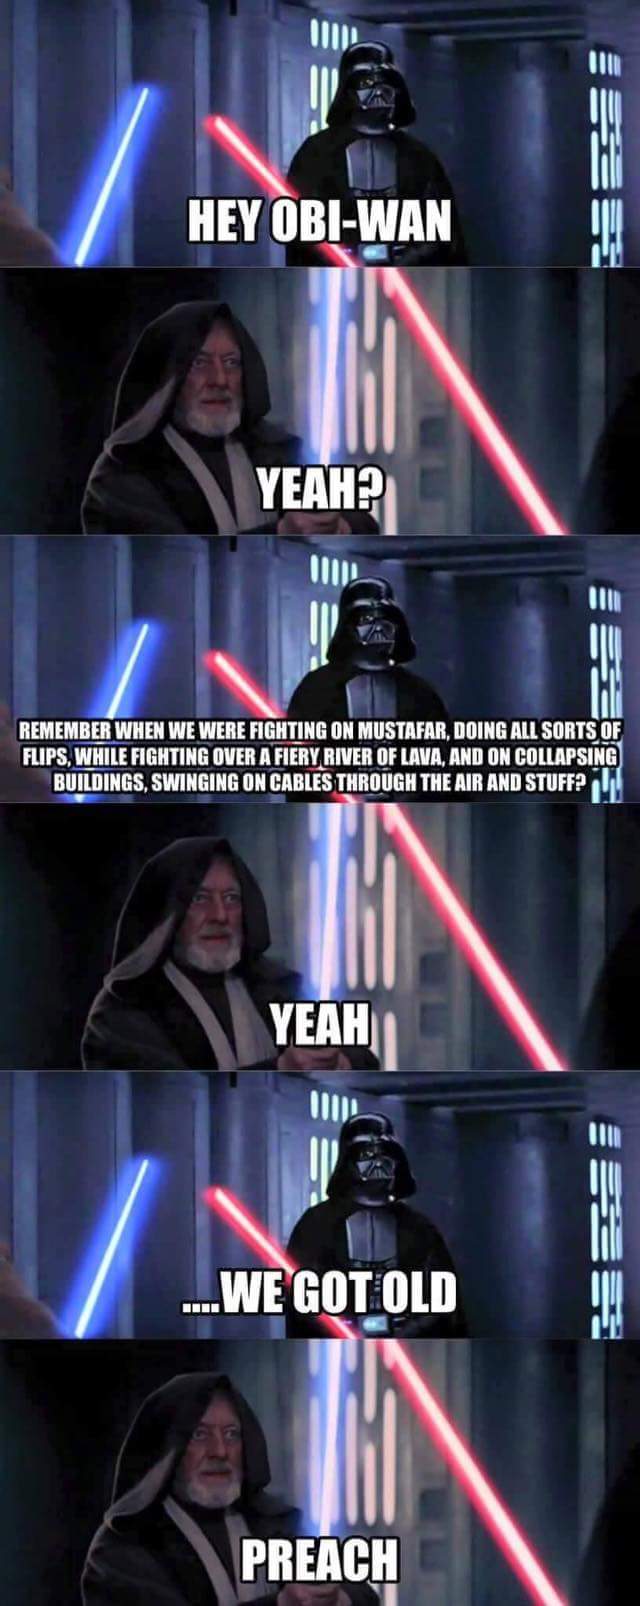 HEY OBI-WAN
YEAH?
REMEMBER WHEN WE WERE FIGHTING ON MUSTAFAR, DOING ALL SORTS OF
FLIPS, WHILE FIGHTING OVER A FIERY RIVER OF LAVA, AND ON COLLAPSING
BUILDINGS, SWINGING ON CABLES THROUGH THE AIR AND STUFF?
YEAH
....WE GOT OLD
PREACH